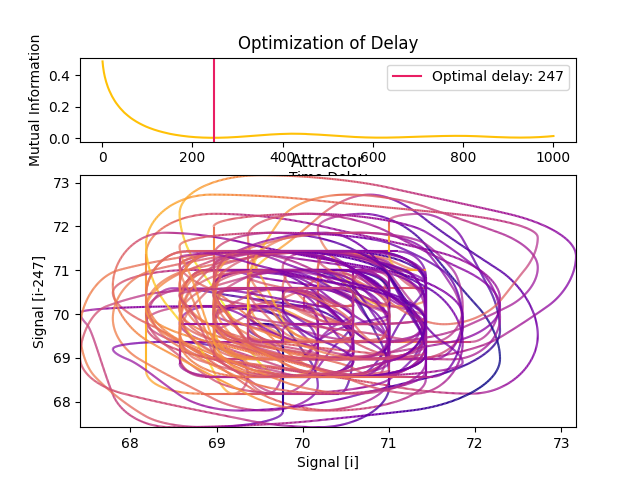 Optimization of Delay
Mutual Information
0.4
0.2
0.0
Optimal delay: 247
0 200 400 600 800 1000
Time Delay
Attractor
Signal [i-247]
73
72
71
70
69
68
68 69 70 71 72 73
Signal [i]